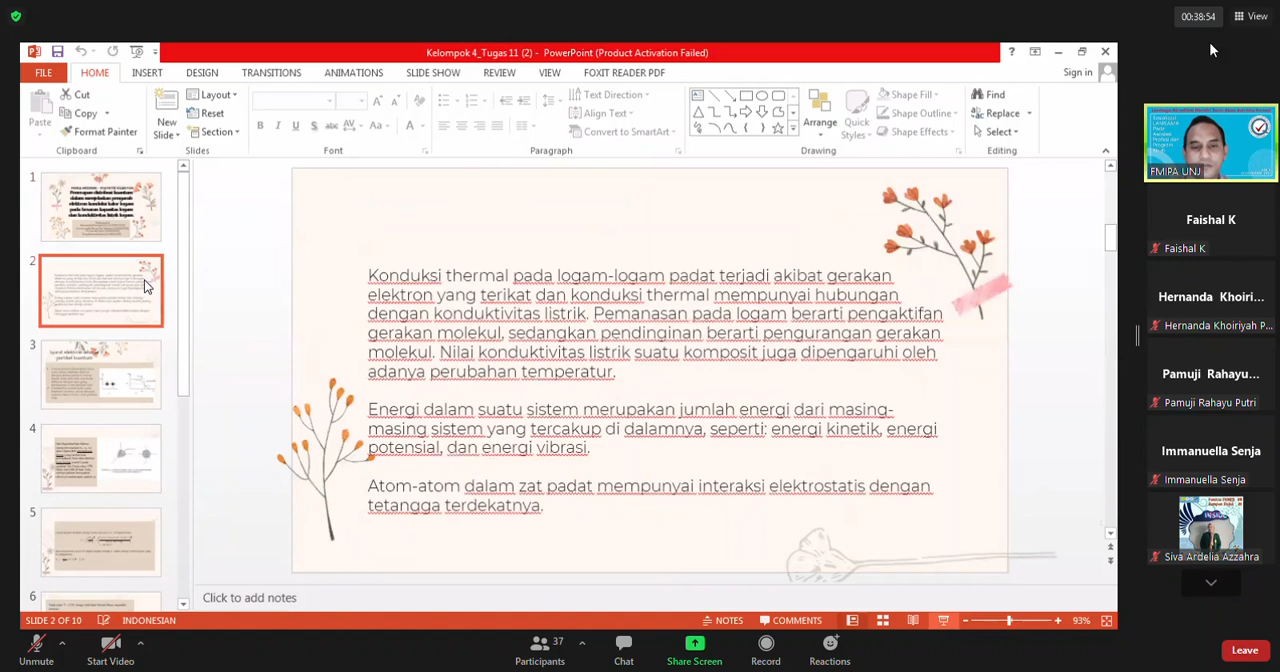 00:38:54 View
Kelompok 4_Tugas 11 (2) - PowerPoint (Product Activation Failed)
FILE HOME INSERT DESIGN TRANSITIONS ANIMATIONS SLIDE SHOW REVIEW VIEW FOXIT READER PDF Sign in
Paste Cut Copy Format Painter
New Slide Layout Reset Section
Text Direction Align Text Convert to SmartArt
Arrange Quick Styles Shape Fill Shape Outline Shape Effects
Find Replace Select
Clipboard Slides Font Paragraph Drawing Editing
1
2
3
4
5
6
Konduksi thermal pada logam-logam padat terjadi akibat gerakan
elektron yang terikat dan konduksi thermal mempunyai hubungan
dengan konduktivitas listrik. Pemanasan pada logam berarti pengaktifan
gerakan molekul, sedangkan pendinginan berarti pengurangan gerakan
molekul. Nilai konduktivitas listrik suatu komposit juga dipengaruhi oleh
adanya perubahan temperatur.
Energi dalam suatu sistem merupakan jumlah energi dari masing-
masing sistem yang tercakup di dalamnya, seperti: energi kinetik, energi
potensial, dan energi vibrasi.
Atom-atom dalam zat padat mempunyai interaksi elektrostatis dengan
tetangga terdekatnya.
Click to add notes
SLIDE 2 OF 10 INDONESIAN NOTES COMMENTS 93%
FMIPA UNJ
Faishal K
Faishal K
Hernanda Khoiri...
Hernanda Khoiriyah P...
Pamuji Rahayu...
Pamuji Rahayu Putri
Immanuella Senja
Immanuella Senja
INSIDE
Siva Ardelia Azzahra
Unmute Start Video Participants 37 Chat Share Screen Record Reactions Leave